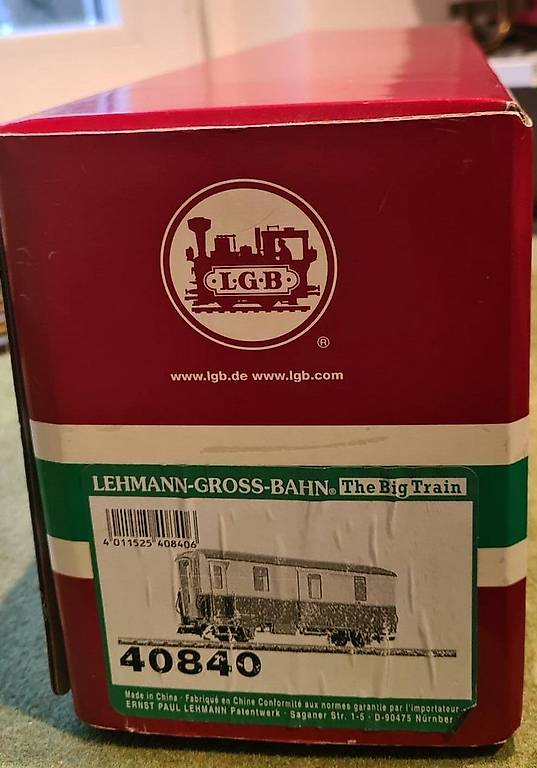 L·G·B
®
www.lgb.de www.lgb.com
LEHMANN-GROSS-BAHN® The Big Train
4 011525 408406
40840
Made in China · Fabriqué en Chine Conformité aux normes garantie par l'importateur ·
ERNST PAUL LEHMANN Patentwerk · Saganer Str. 1-5 · D-90475 Nürnber